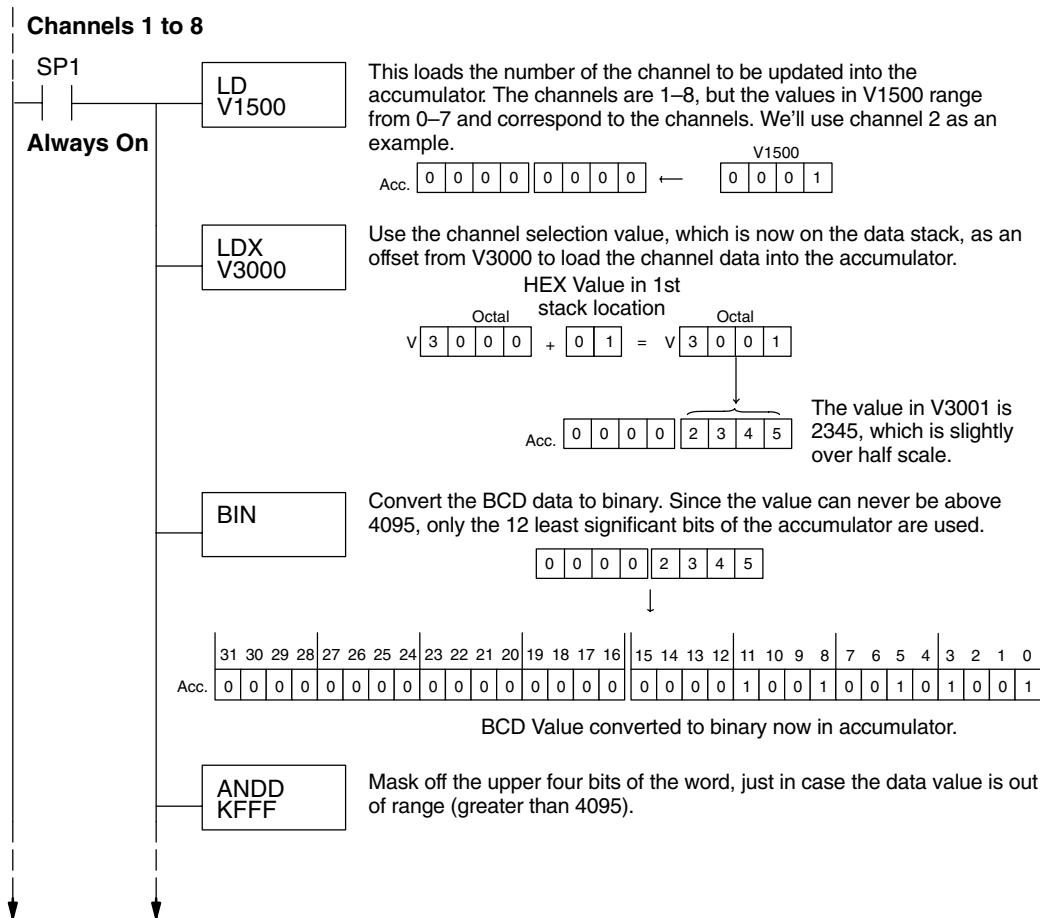 Channels 1 to 8
SP1
Always On
LD
V1500
This loads the number of the channel to be updated into the
accumulator. The channels are 1–8, but the values in V1500 range
from 0–7 and correspond to the channels. We'll use channel 2 as an
example.
V1500
Acc. 0 0 0 0 0 0 0 0 ← 0 0 0 1
LDX
V3000
Use the channel selection value, which is now on the data stack, as an
offset from V3000 to load the channel data into the accumulator.
HEX Value in 1st
stack location
Octal Octal
V 3 0 0 0 + 0 1 = V 3 0 0 1
Acc. 0 0 0 0 2 3 4 5
The value in V3001 is
2345, which is slightly
over half scale.
BIN
Convert the BCD data to binary. Since the value can never be above
4095, only the 12 least significant bits of the accumulator are used.
0 0 0 0 2 3 4 5
31 30 29 28 27 26 25 24 23 22 21 20 19 18 17 16 15 14 13 12 11 10 9 8 7 6 5 4 3 2 1 0
Acc. 0 0 0 0 0 0 0 0 0 0 0 0 0 0 0 0 0 0 0 0 1 0 0 1 0 0 1 0 1 0 0 1
BCD Value converted to binary now in accumulator.
ANDD
KFFF
Mask off the upper four bits of the word, just in case the data value is out
of range (greater than 4095).